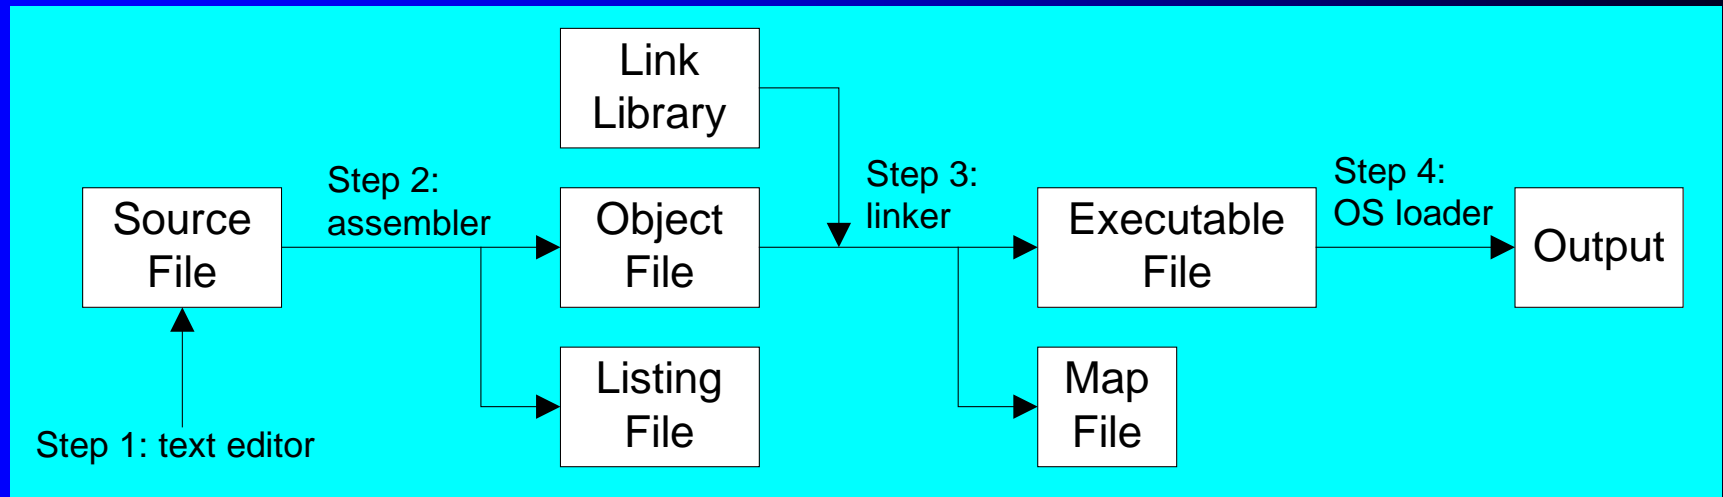 Link
Library
Step 2:
assembler
Step 3:
linker
Step 4:
OS loader
Source
File
Object
File
Executable
File
Output
Listing
File
Map
File
Step 1: text editor